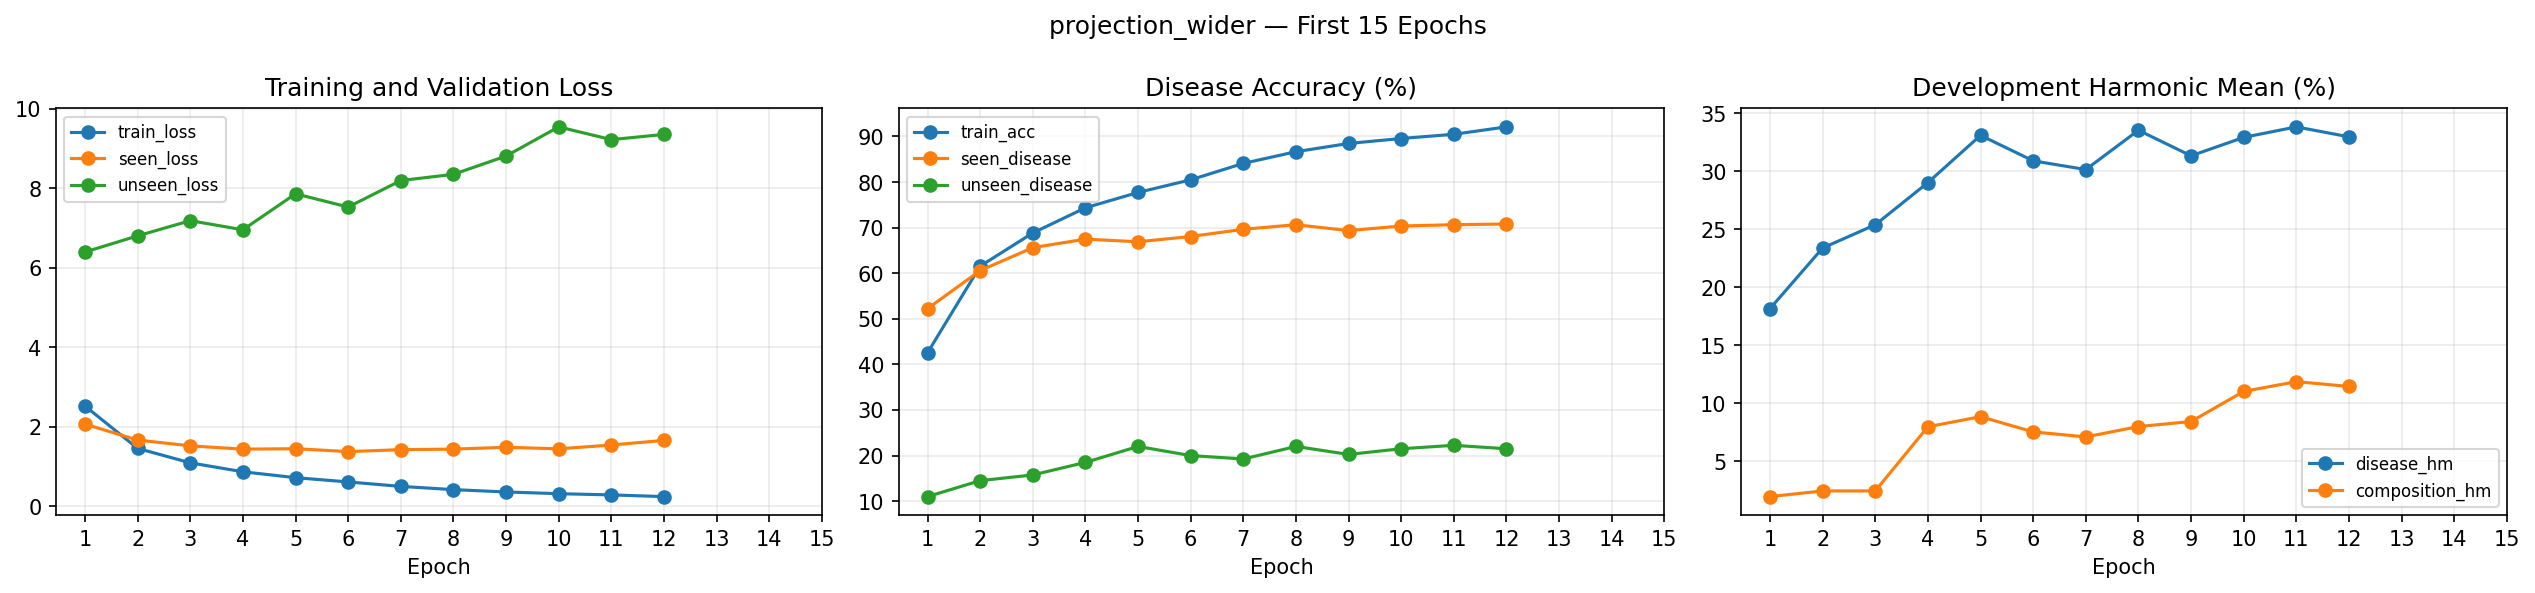 projection_wider — First 15 Epochs
Training and Validation Loss
10
8
6
4
2
0
train_loss
seen_loss
unseen_loss
1 2 3 4 5 6 7 8 9 10 11 12 13 14 15
Epoch
Disease Accuracy (%)
90
80
70
60
50
40
30
20
10
train_acc
seen_disease
unseen_disease
1 2 3 4 5 6 7 8 9 10 11 12 13 14 15
Epoch
Development Harmonic Mean (%)
35
30
25
20
15
10
5
disease_hm
composition_hm
1 2 3 4 5 6 7 8 9 10 11 12 13 14 15
Epoch